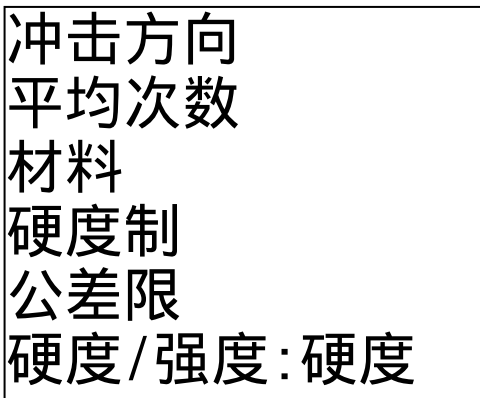 冲击方向
平均次数
材料
硬度制
公差限
硬度/强度:硬度